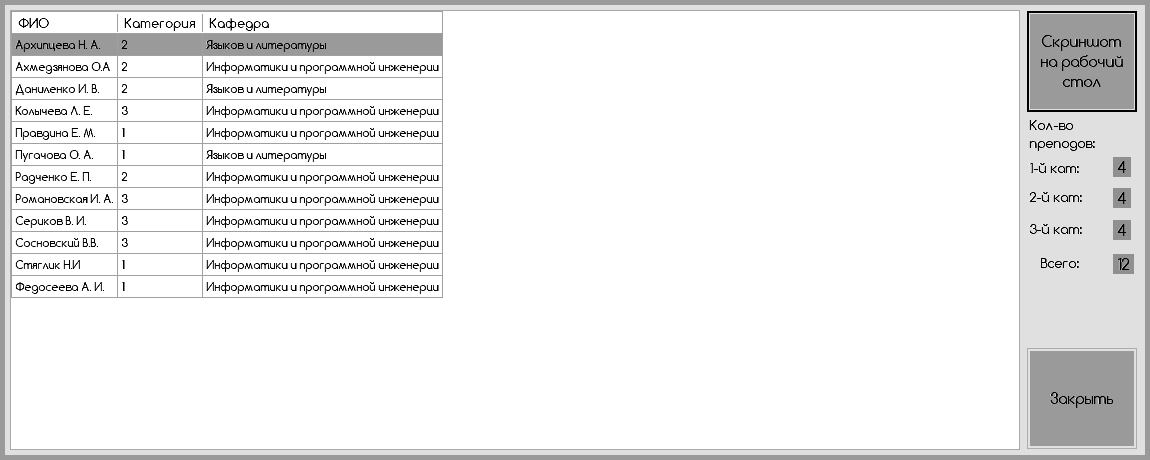 ФИО Категория Кафедра
Архипцева Н. А. 2 Языков и литературы
Ахмедзянова О.А 2 Информатики и программной инженерии
Даниленко И. В. 2 Языков и литературы
Колычева Л. Е. 3 Информатики и программной инженерии
Правдина Е. М. 1 Информатики и программной инженерии
Пугачова О. А. 1 Языков и литературы
Радченко Е. П. 2 Информатики и программной инженерии
Романовская И. А. 3 Информатики и программной инженерии
Сериков В. И. 3 Информатики и программной инженерии
Сосновский В.В. 3 Информатики и программной инженерии
Стяглик Н.И 1 Информатики и программной инженерии
Федосеева А. И. 1 Информатики и программной инженерии
Скриншот
на рабочий
стол
Кол-во
преподов:
1-й кат: 4
2-й кат: 4
3-й кат: 4
Всего: 12
Закрыть